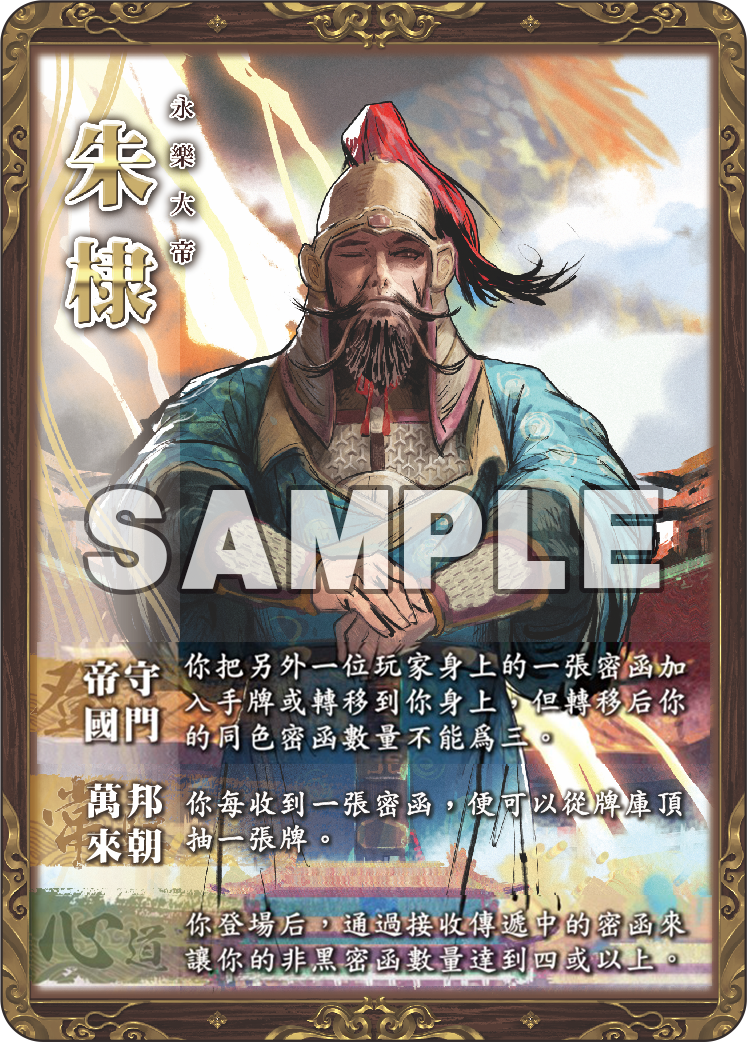 永樂大帝
朱棣
SAMPLE
登
帝守
國門
你把另外一位玩家身上的一張密函加
入手牌或轉移到你身上，但轉移后你
的同色密函數量不能爲三。
常
萬邦
來朝
你每收到一張密函，便可以從牌庫頂
抽一張牌。
心道
你登場后，通過接收傳遞中的密函來
讓你的非黑密函數量達到四或以上。